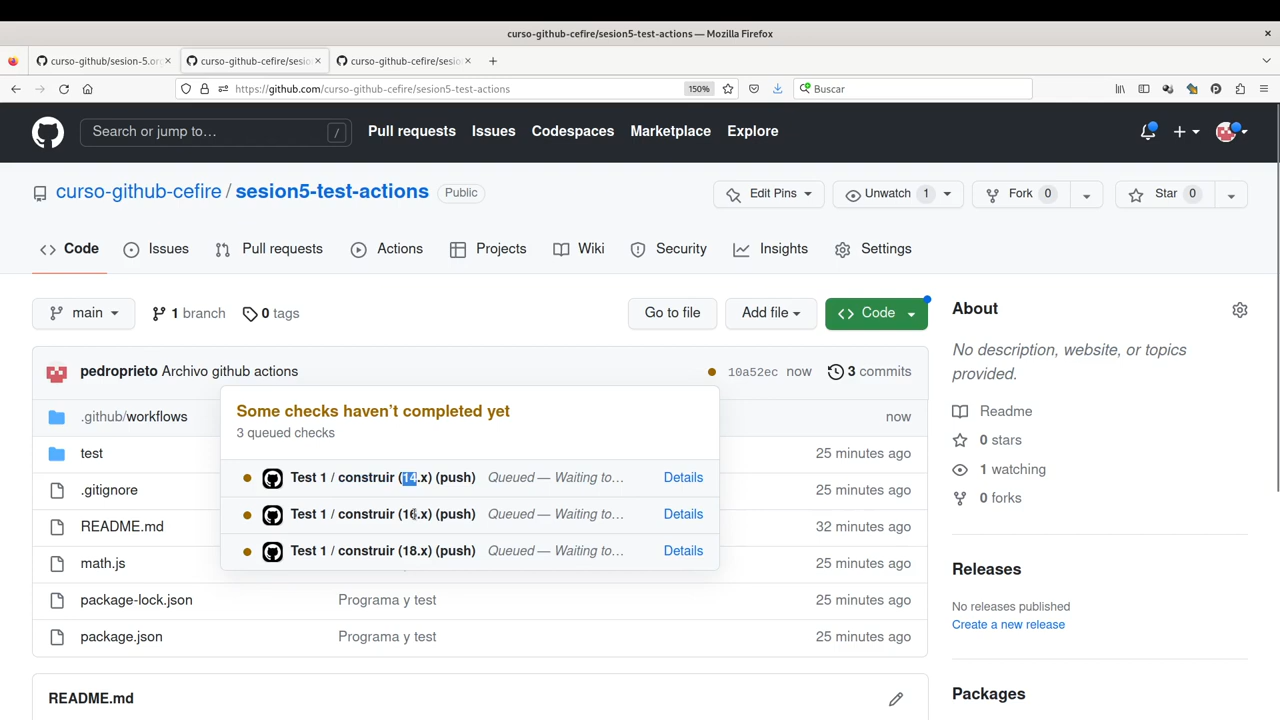 curso-github-cefire/sesion5-test-actions — Mozilla Firefox
curso-github/sesion-5.or
curso-github-cefire/sesio
curso-github-cefire/sesio
https://github.com/curso-github-cefire/sesion5-test-actions
150%
Buscar
Search or jump to…
/
Pull requests
Issues
Codespaces
Marketplace
Explore
curso-github-cefire / sesion5-test-actions
Public
Edit Pins
Unwatch 1
Fork 0
Star 0
Code
Issues
Pull requests
Actions
Projects
Wiki
Security
Insights
Settings
main
1 branch
0 tags
Go to file
Add file
Code
pedroprieto Archivo github actions
10a52ec now
3 commits
.github/workflows
now
test
25 minutes ago
.gitignore
25 minutes ago
README.md
32 minutes ago
math.js
25 minutes ago
package-lock.json
Programa y test
25 minutes ago
package.json
Programa y test
25 minutes ago
Some checks haven’t completed yet
3 queued checks
Test 1 / construir (14.x) (push) Queued — Waiting to… Details
Test 1 / construir (16.x) (push) Queued — Waiting to… Details
Test 1 / construir (18.x) (push) Queued — Waiting to… Details
README.md
About
No description, website, or topics
provided.
Readme
0 stars
1 watching
0 forks
Releases
No releases published
Create a new release
Packages